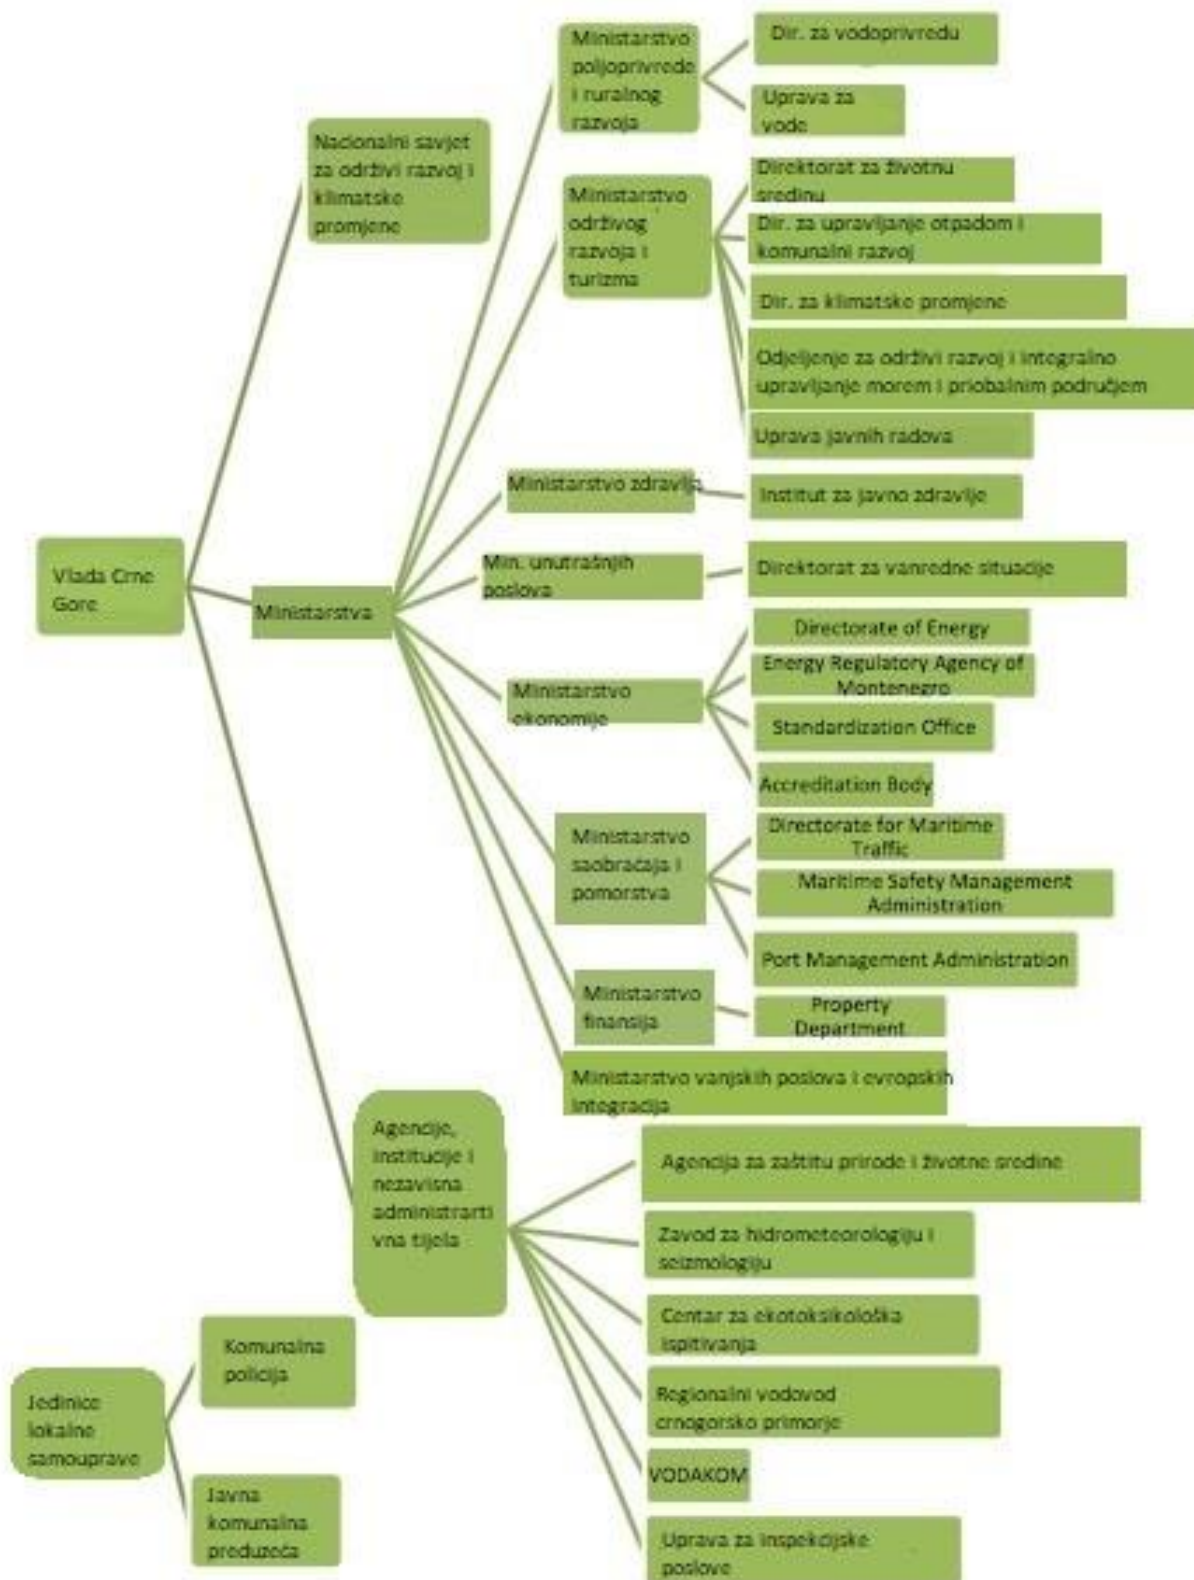 Vlada Crne
Gore
Nacionalni savjet
za održivi razvoj i
klimatske
promjene
Ministarstva
Ministarstvo
poljoprivrede
i ruralnog
razvoja
Dir. za vodoprivredu
Uprava za
vode
Ministarstvo
održivog
razvoja i
turizma
Direktorat za životnu
sredinu
Dir. za upravljanje otpadom i
komunalni razvoj
Dir. za klimatske promjene
Odjeljenje za održivi razvoj i integralno
upravljanje morem i priobalnim područjem
Uprava javnih radova
Ministarstvo zdravlja
Institut za javno zdravlje
Min. unutrašnjih
poslova
Direktorat za vanredne situacije
Ministarstvo
ekonomije
Directorate of Energy
Energy Regulatory Agency of
Montenegro
Standardization Office
Accreditation Body
Ministarstvo
saobraćaja i
pomorstva
Directorate for Maritime
Traffic
Maritime Safety Management
Administration
Port Management Administration
Ministarstvo
finansija
Property
Department
Ministarstvo vanjskih poslova i evropskih
integracija
Agencije,
institucije i
nezavisna
administrarti
vna tijela
Agencija za zaštitu prirode i životne sredine
Zavod za hidrometeorologiju i
seizmologiju
Centar za ekotoksikološka
ispitivanja
Regionalni vodovod
crnogorsko primorje
VODAKOM
Uprava za inspekcijske
poslove
Jedinice
lokalne
samouprave
Komunalna
policija
Javna
komunalna
preduzeća